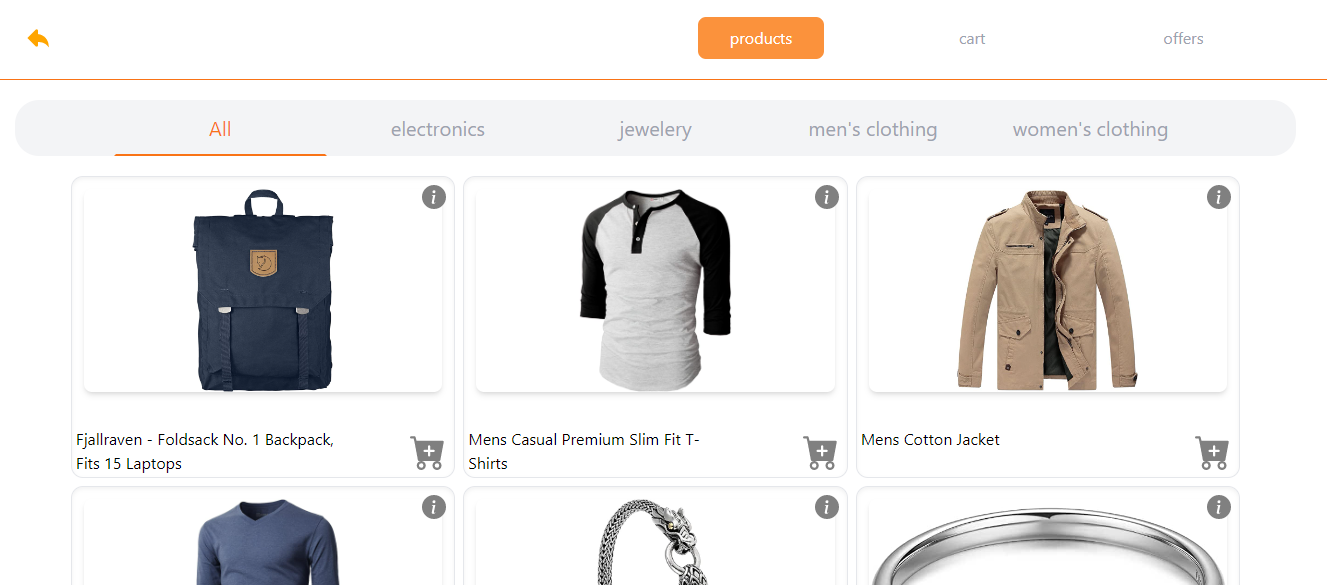 products
cart
offers
All
electronics
jewelery
men's clothing
women's clothing
Fjallraven - Foldsack No. 1 Backpack,
Fits 15 Laptops
Mens Casual Premium Slim Fit T-
Shirts
Mens Cotton Jacket